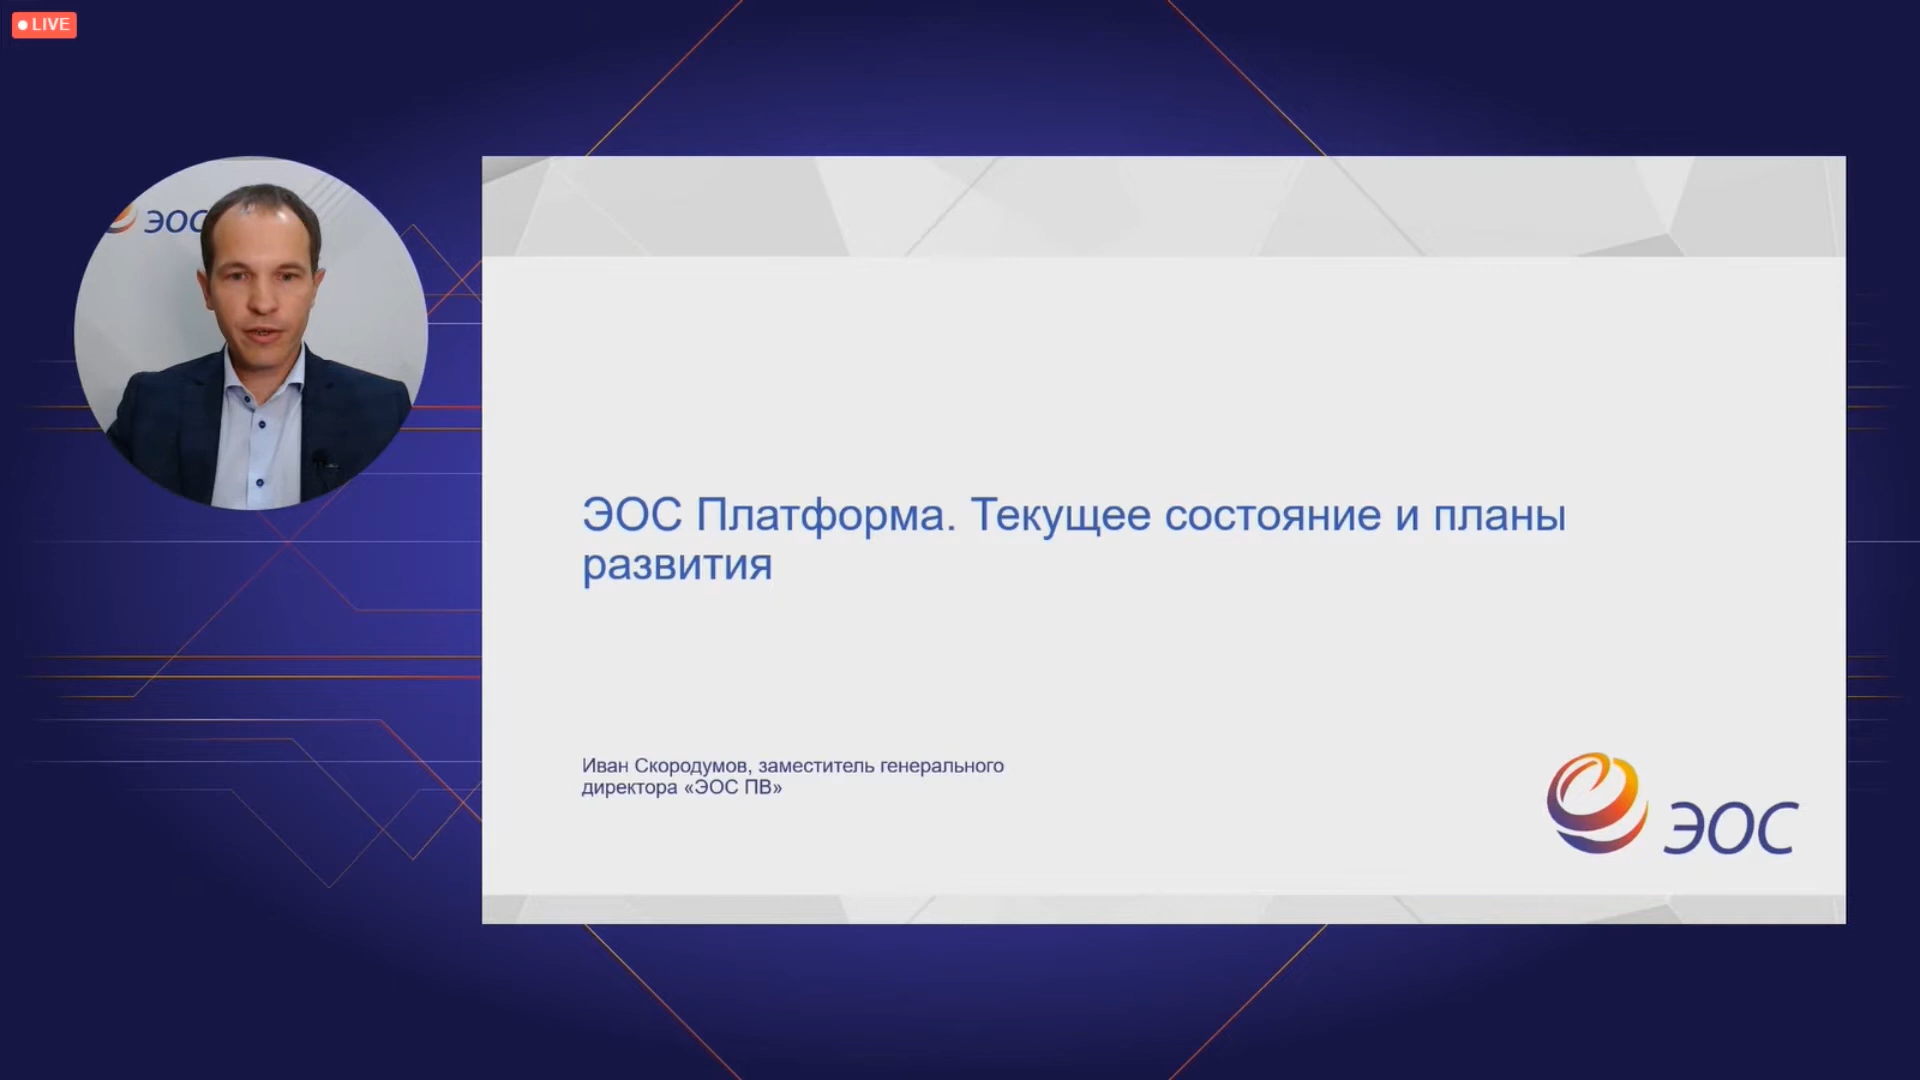 LIVE
ЭОС
ЭОС Платформа. Текущее состояние и планы
развития
Иван Скородумов, заместитель генерального
директора «ЭОС ПВ»
ЭОС